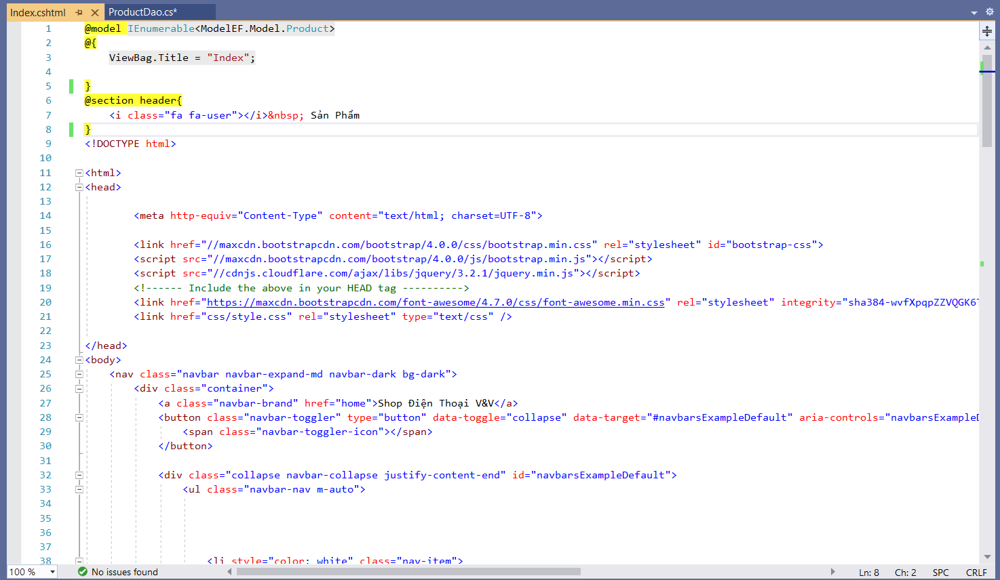 Index.cshtml
ProductDao.cs*
1 @model IEnumerable<ModelEF.Model.Product>
2 @{
3     ViewBag.Title = "Index";
4
5 }
6 @section header{
7     <i class="fa fa-user"></i>&nbsp; Sản Phẩm
8 }
9 <!DOCTYPE html>
10
11 <html>
12 <head>
13
14         <meta http-equiv="Content-Type" content="text/html; charset=UTF-8">
15
16         <link href="//maxcdn.bootstrapcdn.com/bootstrap/4.0.0/css/bootstrap.min.css" rel="stylesheet" id="bootstrap-css">
17         <script src="//maxcdn.bootstrapcdn.com/bootstrap/4.0.0/js/bootstrap.min.js"></script>
18         <script src="//cdnjs.cloudflare.com/ajax/libs/jquery/3.2.1/jquery.min.js"></script>
19         <!------ Include the above in your HEAD tag ---------->
20         <link href="https://maxcdn.bootstrapcdn.com/font-awesome/4.7.0/css/font-awesome.min.css" rel="stylesheet" integrity="sha384-wvfXpqpZZVQGK6
21         <link href="css/style.css" rel="stylesheet" type="text/css" />
22
23 </head>
24 <body>
25     <nav class="navbar navbar-expand-md navbar-dark bg-dark">
26         <div class="container">
27             <a class="navbar-brand" href="home">Shop Điện Thoại V&V</a>
28             <button class="navbar-toggler" type="button" data-toggle="collapse" data-target="#navbarsExampleDefault" aria-controls="navbarsExample
29                 <span class="navbar-toggler-icon"></span>
30             </button>
31
32             <div class="collapse navbar-collapse justify-content-end" id="navbarsExampleDefault">
33                 <ul class="navbar-nav m-auto">
34
35
36
37
38                     <li style="color: white" class="nav-item">
100 % No issues found Ln: 8 Ch: 2 SPC CRLF